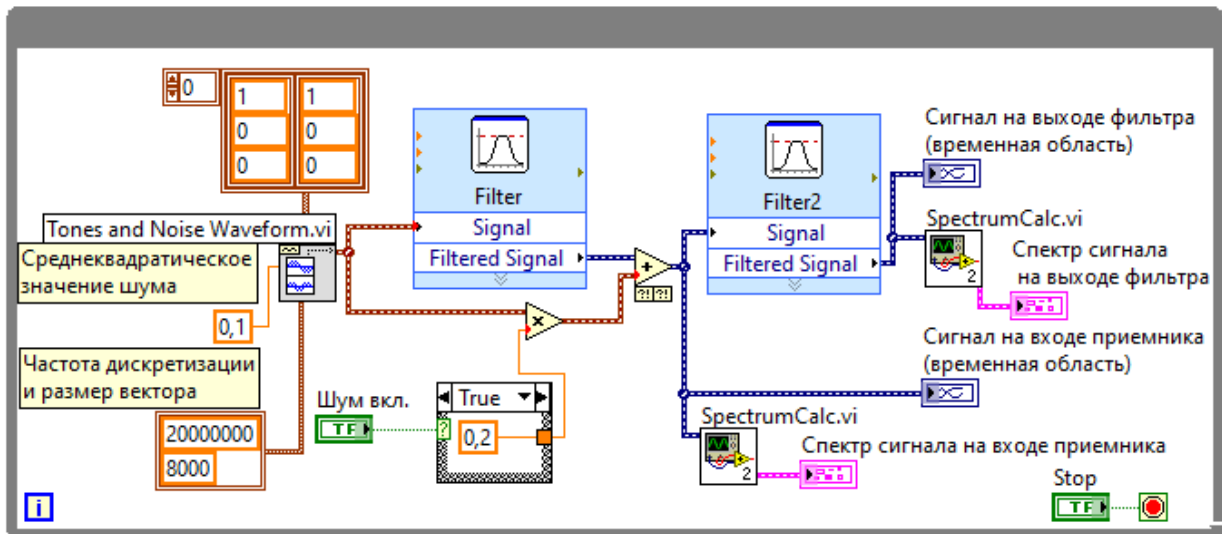 0
1 1
0 0
0 0
Tones and Noise Waveform.vi
Среднеквадратическое
значение шума
0,1
Частота дискретизации
и размер вектора
20000000
8000
Filter
Signal
Filtered Signal
Шум вкл.
TF
True
?
0,2
x
+
?! ?!
Filter2
Signal
Filtered Signal
Сигнал на выходе фильтра
(временная область)
SpectrumCalc.vi
2
Спектр сигнала
на выходе фильтра
Сигнал на входе приемника
(временная область)
SpectrumCalc.vi
2
Спектр сигнала на входе приемника
Stop
TF
i